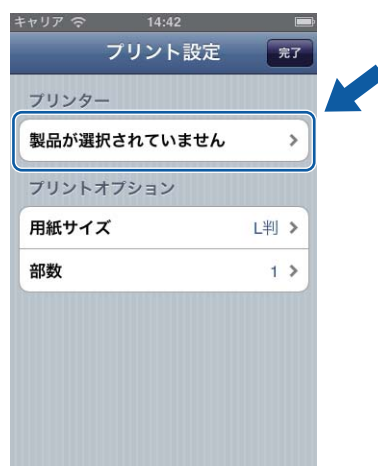 キャリア 14:42
プリント設定 完了
プリンター
製品が選択されていません
プリントオプション
用紙サイズ L判
部数 1